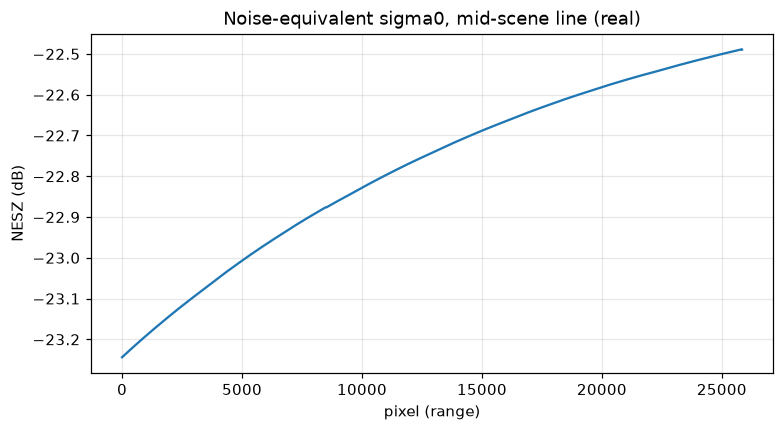 Noise-equivalent sigma0, mid-scene line (real)
NESZ (dB)
−22.5
−22.6
−22.7
−22.8
−22.9
−23.0
−23.1
−23.2
0 5000 10000 15000 20000 25000
pixel (range)